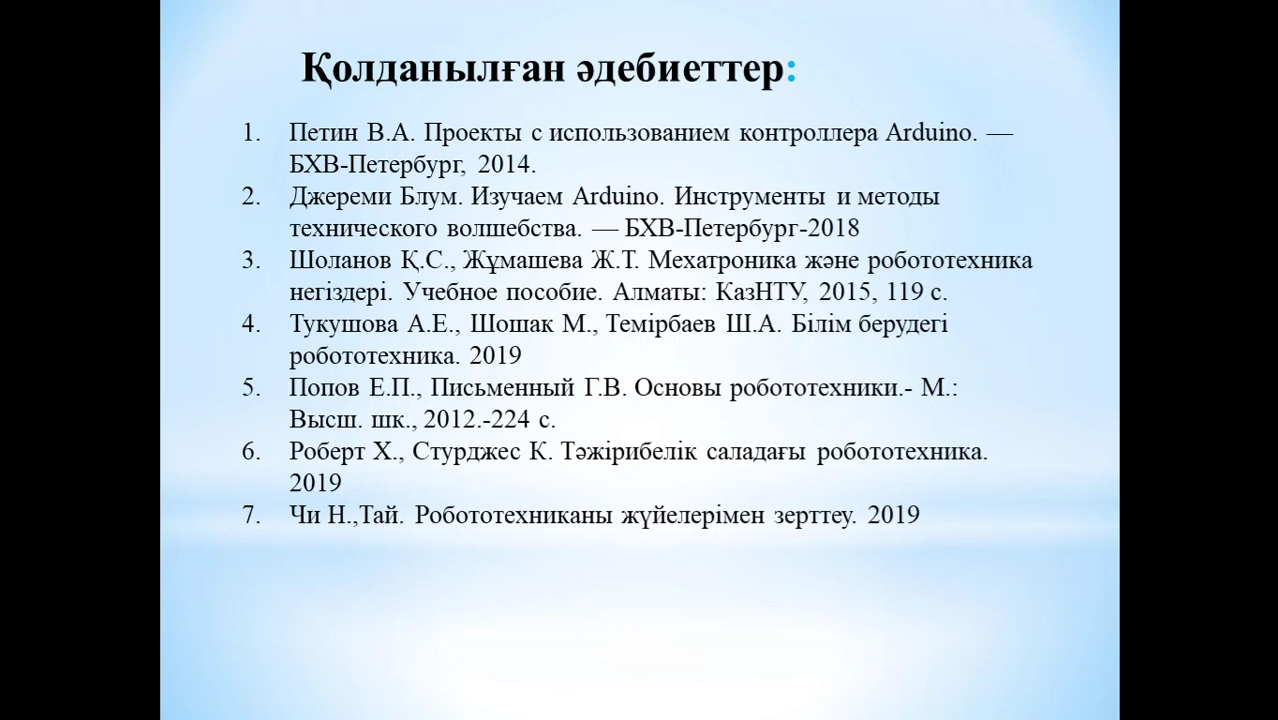 Қолданылған әдебиеттер:
1. Петин В.А. Проекты с использованием контроллера Arduino. —
БХВ-Петербург, 2014.
2. Джереми Блум. Изучаем Arduino. Инструменты и методы
технического волшебства. — БХВ-Петербург-2018
3. Шоланов Қ.С., Жұмашева Ж.Т. Мехатроника және робототехника
негіздері. Учебное пособие. Алматы: КазНТУ, 2015, 119 с.
4. Тукушова А.Е., Шошак М., Темірбаев Ш.А. Білім берудегі
робототехника. 2019
5. Попов Е.П., Письменный Г.В. Основы робототехники.- М.:
Высш. шк., 2012.-224 с.
6. Роберт Х., Стурджес К. Тәжірибелік саладағы робототехника.
2019
7. Чи Н.,Тай. Робототехниканы жүйелерімен зерттеу. 2019